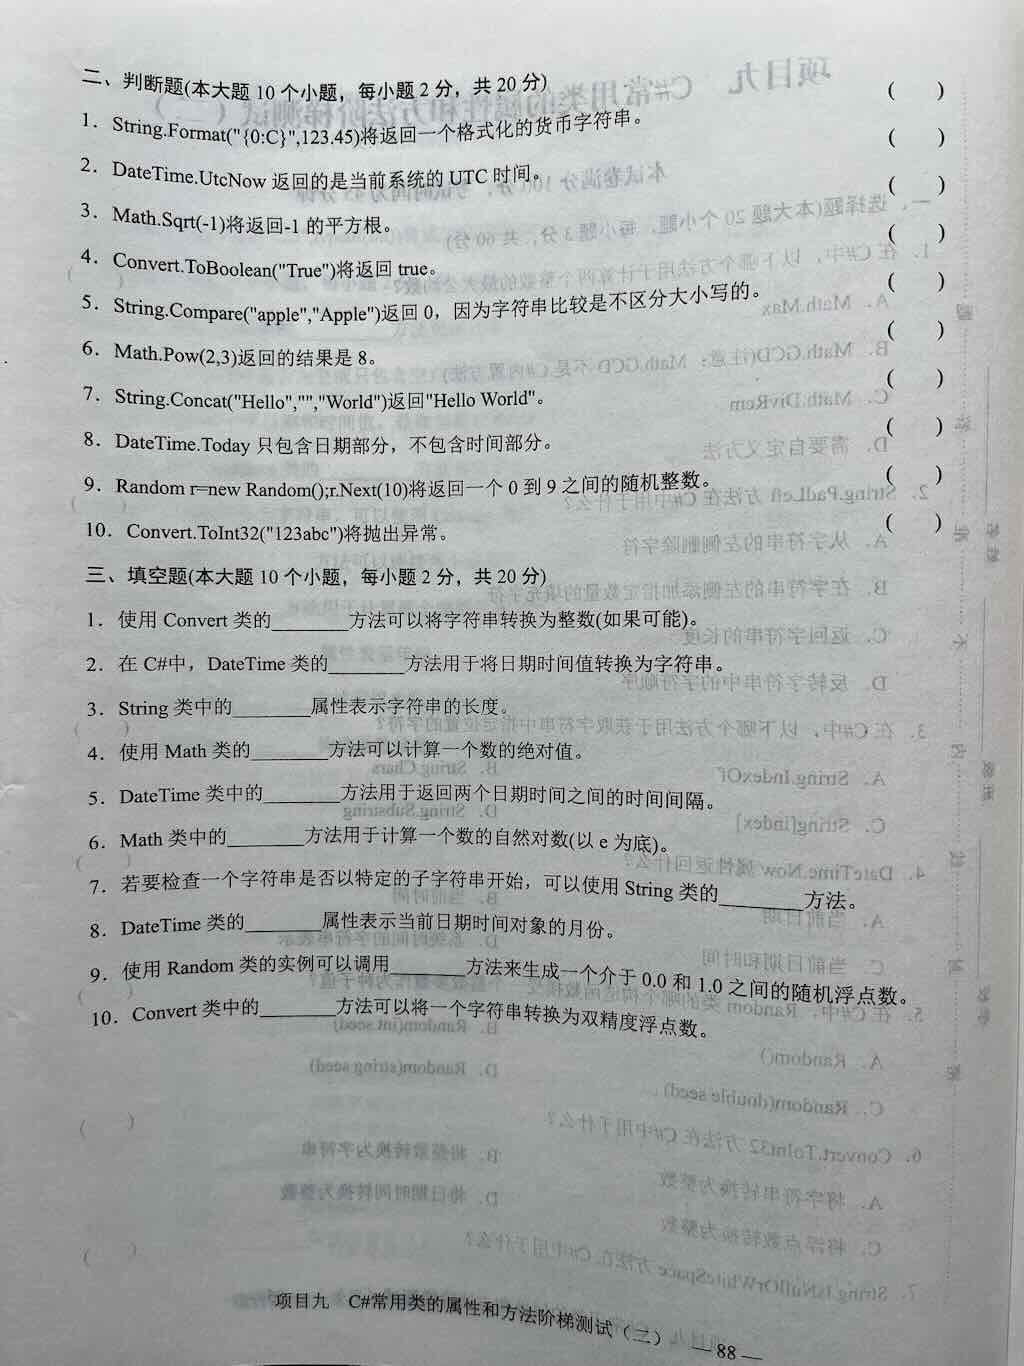 二、判断题(本大题 10 个小题，每小题 2 分，共 20 分)
1．String.Format("{0:C}",123.45)将返回一个格式化的货币字符串。 ( )
2．DateTime.UtcNow 返回的是当前系统的 UTC 时间。 ( )
3．Math.Sqrt(-1)将返回-1 的平方根。 ( )
4．Convert.ToBoolean("True")将返回 true。 ( )
5．String.Compare("apple","Apple")返回 0，因为字符串比较是不区分大小写的。 ( )
6．Math.Pow(2,3)返回的结果是 8。 ( )
7．String.Concat("Hello","","World")返回"Hello World"。 ( )
8．DateTime.Today 只包含日期部分，不包含时间部分。 ( )
9．Random r=new Random();r.Next(10)将返回一个 0 到 9 之间的随机整数。 ( )
10．Convert.ToInt32("123abc")将抛出异常。 ( )
三、填空题(本大题 10 个小题，每小题 2 分，共 20 分)
1．使用 Convert 类的________方法可以将字符串转换为整数(如果可能)。
2．在 C#中，DateTime 类的________方法用于将日期时间值转换为字符串。
3．String 类中的________属性表示字符串的长度。
4．使用 Math 类的________方法可以计算一个数的绝对值。
5．DateTime 类中的________方法用于返回两个日期时间之间的时间间隔。
6．Math 类中的________方法用于计算一个数的自然对数(以 e 为底)。
7．若要检查一个字符串是否以特定的子字符串开始，可以使用 String 类的________方法。
8．DateTime 类的________属性表示当前日期时间对象的月份。
9．使用 Random 类的实例可以调用________方法来生成一个介于 0.0 和 1.0 之间的随机浮点数。
10．Convert 类中的________方法可以将一个字符串转换为双精度浮点数。
项目九　C#常用类的属性和方法阶梯测试（二）
— 88 —